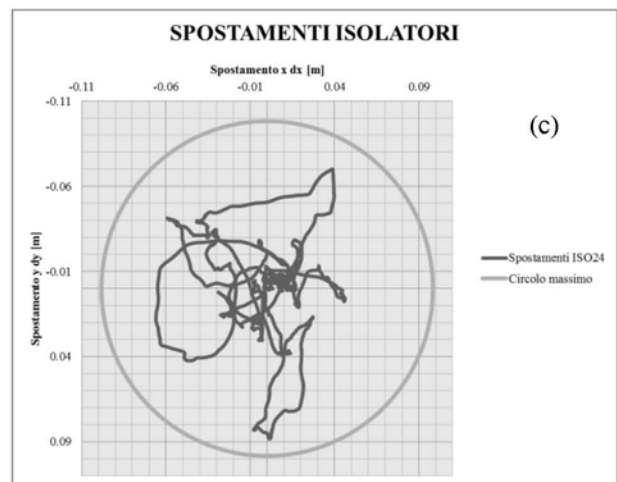 SPOSTAMENTI ISOLATORI
Spostamento x dx [m]
-0.11 -0.06 -0.01 0.04 0.09
-0.11
(c)
-0.06
Spostamento y dy [m]
-0.01
Spostamenti ISO24
Circolo massimo
0.04
0.09